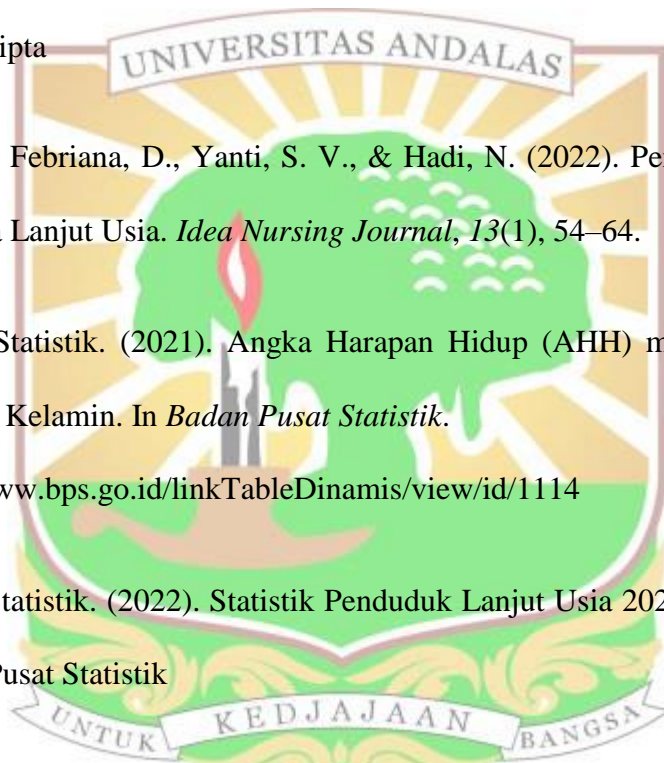 ipta
UNIVERSITAS ANDALAS
Febriana, D., Yanti, S. V., & Hadi, N. (2022). Pe
Lanjut Usia. Idea Nursing Journal, 13(1), 54–64.
Statistik. (2021). Angka Harapan Hidup (AHH) m
Kelamin. In Badan Pusat Statistik.
ww.bps.go.id/linkTableDinamis/view/id/1114
tatistik. (2022). Statistik Penduduk Lanjut Usia 202
Pusat Statistik
UNTUK KEDJAJAAN BANGSA